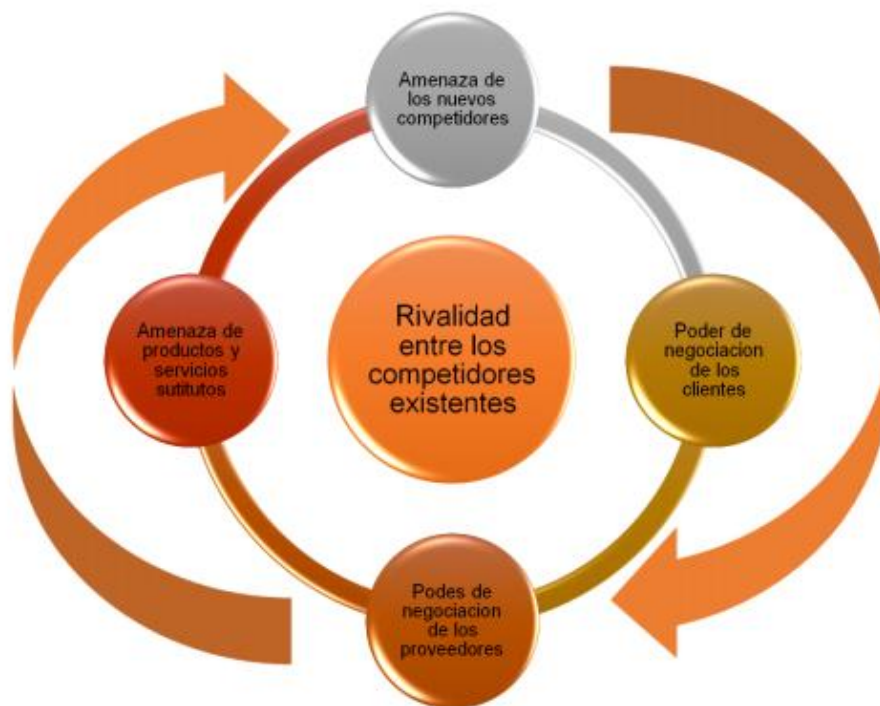 Amenaza de
los nuevos
competidores
Amenaza de
productos y
servicios
sutitutos
Rivalidad
entre los
competidores
existentes
Poder de
negociacion
de los
clientes
Podes de
negociacion
de los
proveedores